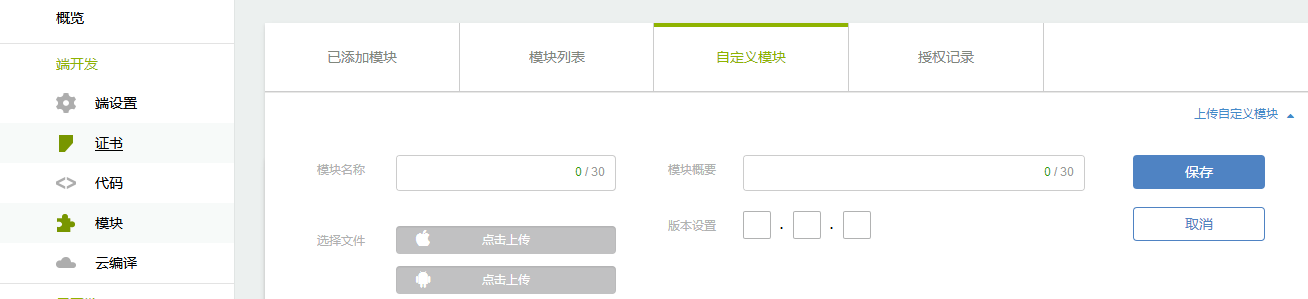 概览
端开发
端设置
证书
代码
模块
云编译
已添加模块
模块列表
自定义模块
授权记录
上传自定义模块
模块名称
0 / 30
模块概要
0 / 30
保存
选择文件
点击上传
点击上传
版本设置
. .
取消